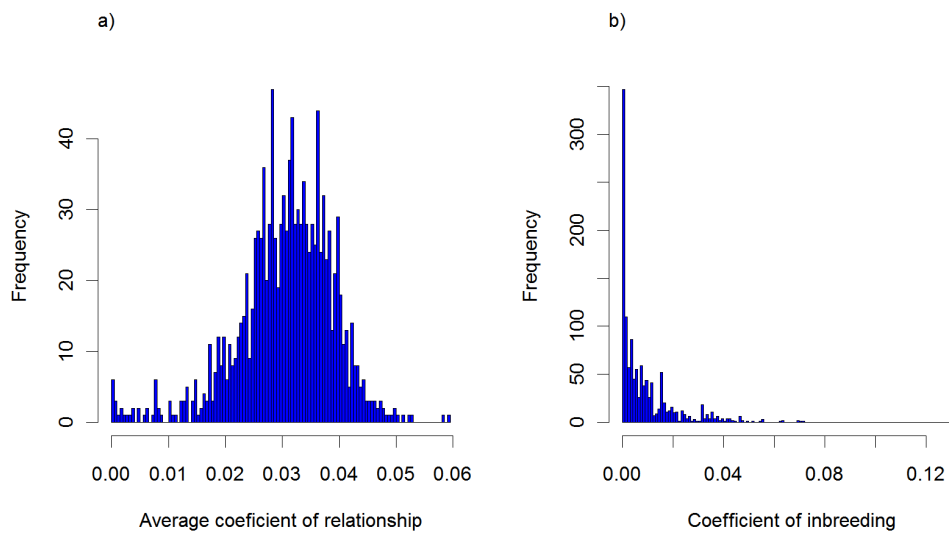 a)
Frequency
40
30
20
10
0
0.00 0.01 0.02 0.03 0.04 0.05 0.06
Average coeficient of relationship
b)
Frequency
300
200
100
50
0
0.00 0.04 0.08 0.12
Coefficient of inbreeding